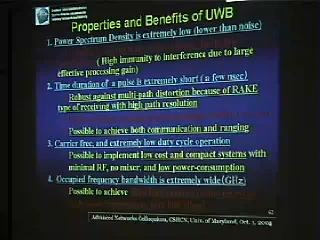 Properties and Benefits of UWB
1. Power Spectrum Density is extremely low (lower than noise)
( High immunity to interference due to large
effective processing gain)
2. Time duration of a pulse is extremely short ( a few nsec)
Robust against multi-path distortion because of RAKE
type of receiving with high path resolution
Possible to achieve both communication and ranging
3. Carrier free, and extremely low duty cycle operation
Possible to implement low cost and compact systems with
minimal RF, no mixer, and low power-consumption
4. Occupied frequency bandwidth is extremely wide(GHz)
Possible to achieve
Advanced Networks Colloquium, CSHCN, Univ. of Maryland, Oct. 1, 2004